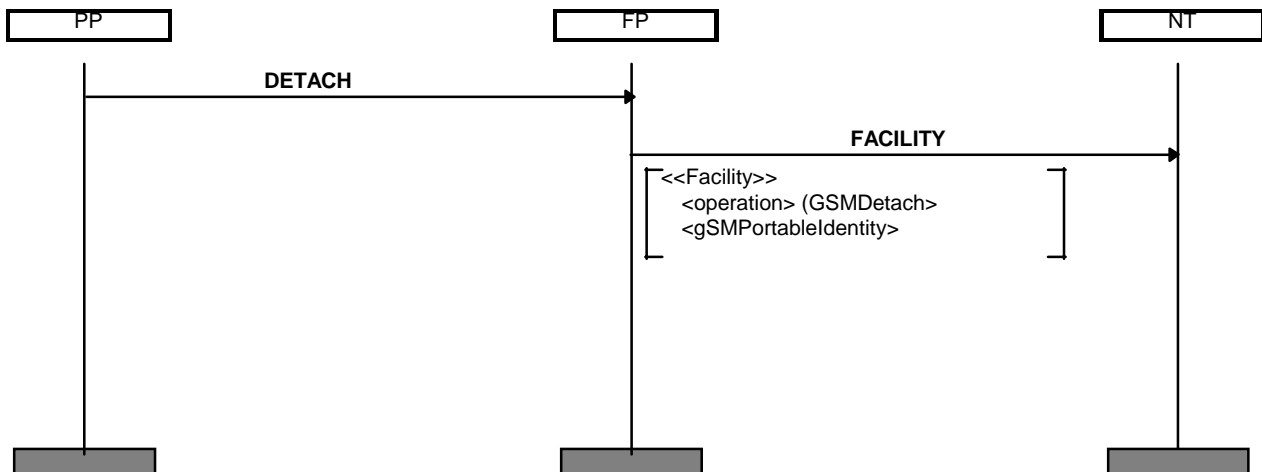 PP
FP
NT
DETACH
FACILITY
<<Facility>>
<operation> (GSMDetach>
<gSMPortableIdentity>